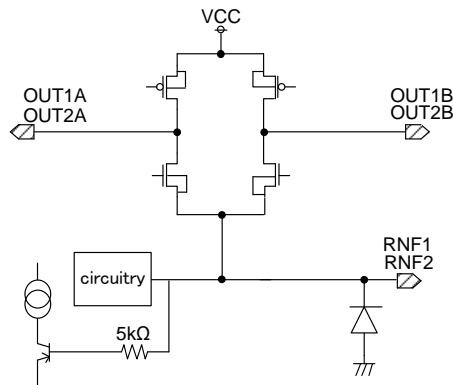 VCC
OUT1A
OUT2A
OUT1B
OUT2B
RNF1
RNF2
circuitry
5kΩ